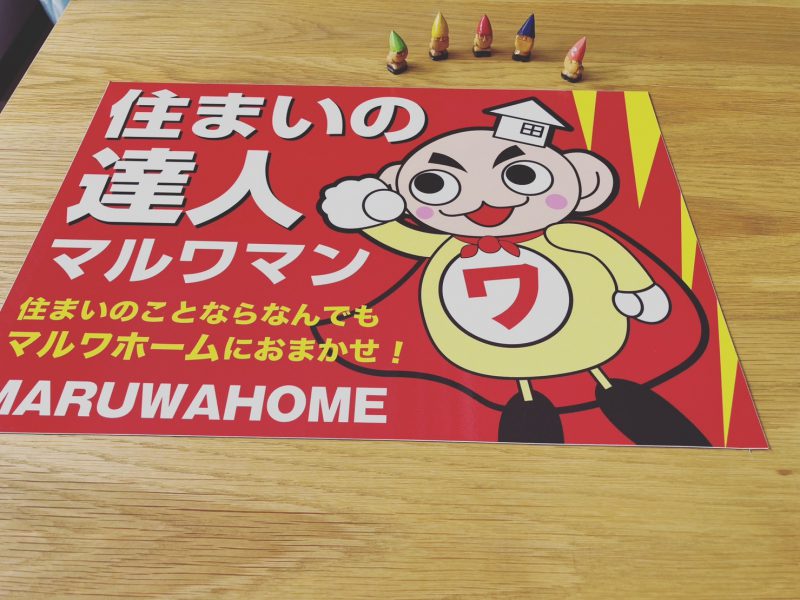 住まいの
達人
マルワマン
住まいのことならなんでも
マルワホームにおまかせ！
MARUWAHOME
ワ